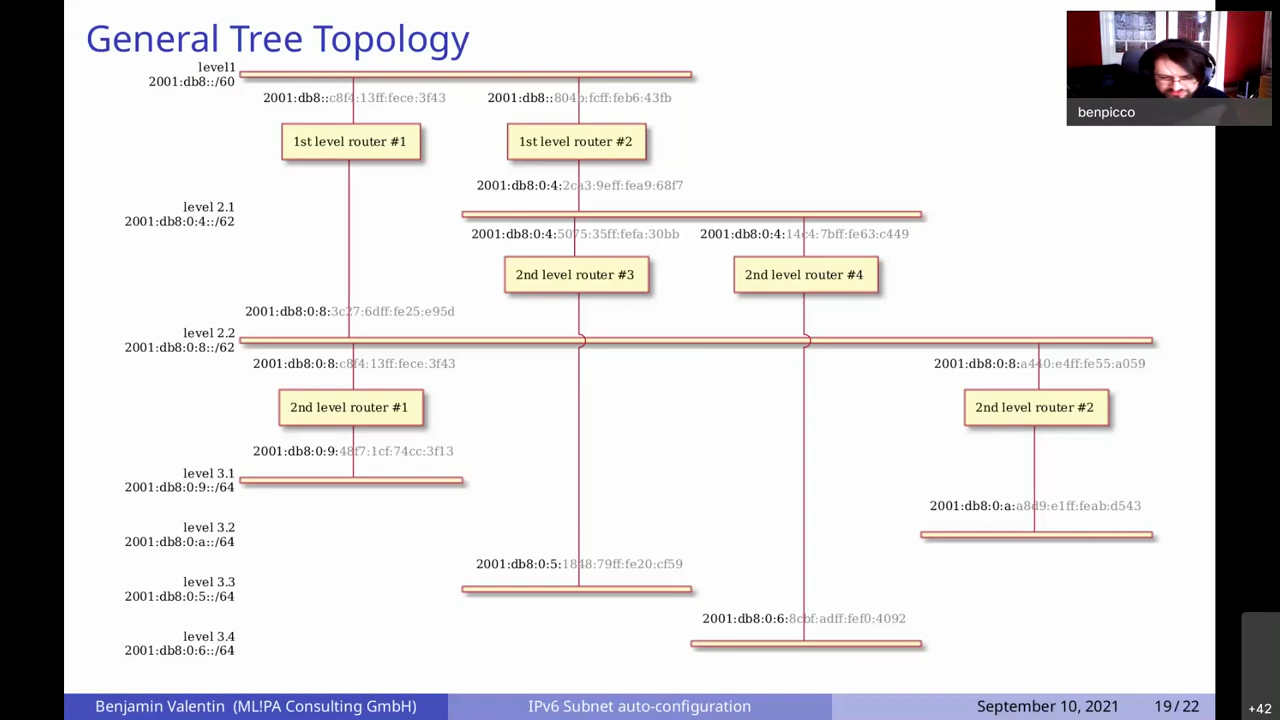 General Tree Topology
benpicco
level1
2001:db8::/60
2001:db8::c8f4:13ff:fece:3f43
2001:db8::804b:fcff:feb6:43fb
1st level router #1
1st level router #2
2001:db8:0:4:2ca3:9eff:fea9:68f7
level 2.1
2001:db8:0:4::/62
2001:db8:0:4:5075:35ff:fefa:30bb
2001:db8:0:4:14c4:7bff:fe63:c449
2nd level router #3
2nd level router #4
2001:db8:0:8:3c27:6dff:fe25:e95d
level 2.2
2001:db8:0:8::/62
2001:db8:0:8:c8f4:13ff:fece:3f43
2001:db8:0:8:a440:e4ff:fe55:a059
2nd level router #1
2nd level router #2
2001:db8:0:9:48f7:1cf:74cc:3f13
level 3.1
2001:db8:0:9::/64
2001:db8:0:a:a8d9:e1ff:feab:d543
level 3.2
2001:db8:0:a::/64
2001:db8:0:5:1848:79ff:fe20:cf59
level 3.3
2001:db8:0:5::/64
2001:db8:0:6:8cbf:adff:fef0:4092
level 3.4
2001:db8:0:6::/64
Benjamin Valentin (ML!PA Consulting GmbH)
IPv6 Subnet auto-configuration
September 10, 2021
19 / 22
+42